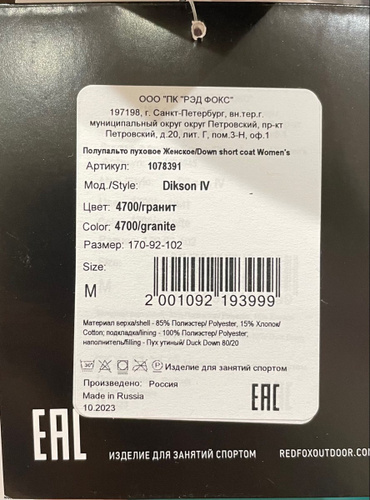 ООО "ПК "РЭД ФОКС"
197198, г. Санкт-Петербург, вн.тер.г.
муниципальный округ округ Петровский, пр-кт
Петровский, д.20, лит. Г, пом.3-Н, оф.1
Полупальто пуховое Женское/Down short coat Women's
Артикул: 1078391
Мод./Style: Dikson IV
Цвет: 4700/гранит
Color: 4700/granite
Размер: 170-92-102
Size:
M
2 001092 193999
Материал верха/shell - 85% Полиэстер/ Polyester, 15% Хлопок/
Cotton; подкладка/lining - 100% Полиэстер/ Polyester;
наполнитель/filling - Пух утиный/ Duck Down 80/20
Изделие для занятий спортом
Произведено: Россия
Made in Russia
10.2023
EAC
EAC
ИЗДЕЛИЕ ДЛЯ ЗАНЯТИЙ СПОРТОМ
REDFOXOUTDOOR.CO